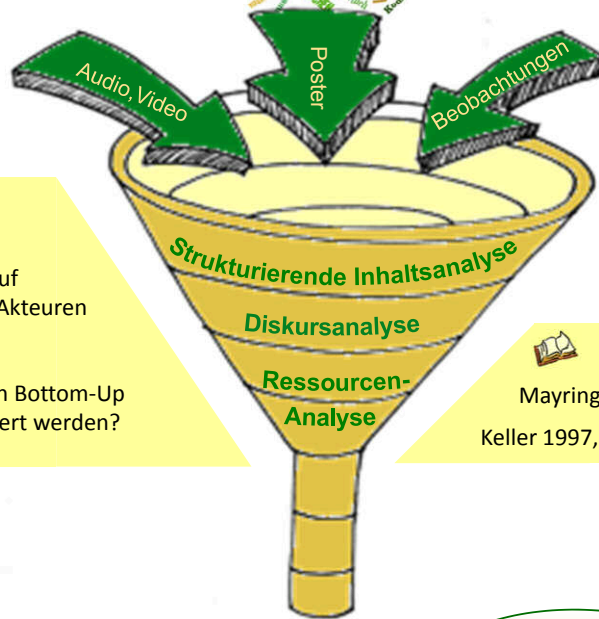 Audio, Video
Poster
Beobachtungen
Strukturierende Inhaltsanalyse
Diskursanalyse
Ressourcen-
Analyse
uf
Akteuren
Bottom-Up
ert werden?
Mayring
Keller 1997,